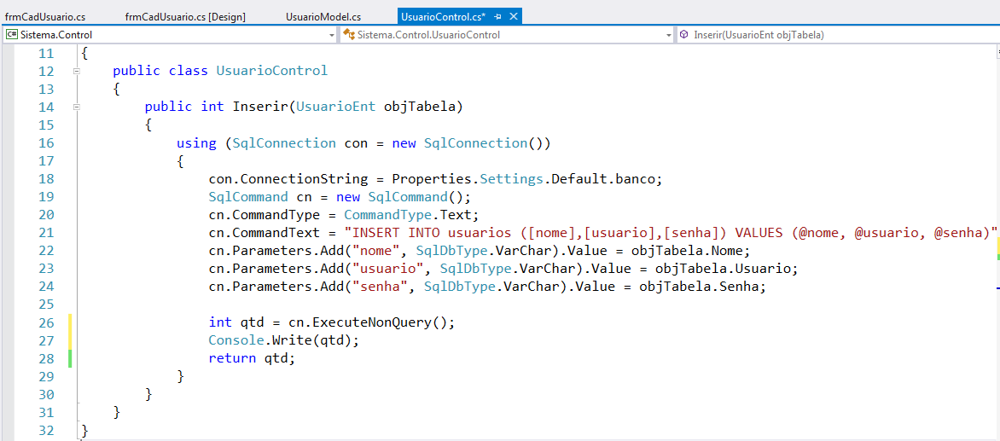 frmCadUsuario.cs frmCadUsuario.cs [Design] UsuarioModel.cs UsuarioControl.cs*
C# Sistema.Control Sistema.Control.UsuarioControl Inserir(UsuarioEnt objTabela)
11 {
12 public class UsuarioControl
13 {
14 public int Inserir(UsuarioEnt objTabela)
15 {
16 using (SqlConnection con = new SqlConnection())
17 {
18 con.ConnectionString = Properties.Settings.Default.banco;
19 SqlCommand cn = new SqlCommand();
20 cn.CommandType = CommandType.Text;
21 cn.CommandText = "INSERT INTO usuarios ([nome],[usuario],[senha]) VALUES (@nome, @usuario, @senha)"
22 cn.Parameters.Add("nome", SqlDbType.VarChar).Value = objTabela.Nome;
23 cn.Parameters.Add("usuario", SqlDbType.VarChar).Value = objTabela.Usuario;
24 cn.Parameters.Add("senha", SqlDbType.VarChar).Value = objTabela.Senha;
25
26 int qtd = cn.ExecuteNonQuery();
27 Console.Write(qtd);
28 return qtd;
29 }
30 }
31 }
32 }